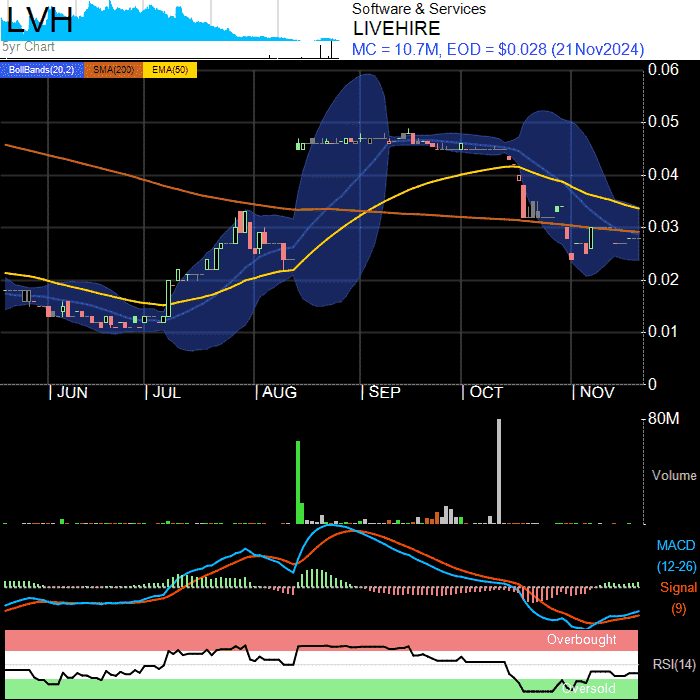 LVH
5yr Chart
Software & Services
LIVEHIRE
MC = 10.7M, EOD = $0.028 (21Nov2024)
BollBands(20,2) SMA(200) EMA(50)
0.06
0.05
0.04
0.03
0.02
0.01
0
JUN JUL AUG SEP OCT NOV
80M
Volume
MACD
(12-26)
Signal
(9)
Overbought
RSI(14)
Oversold